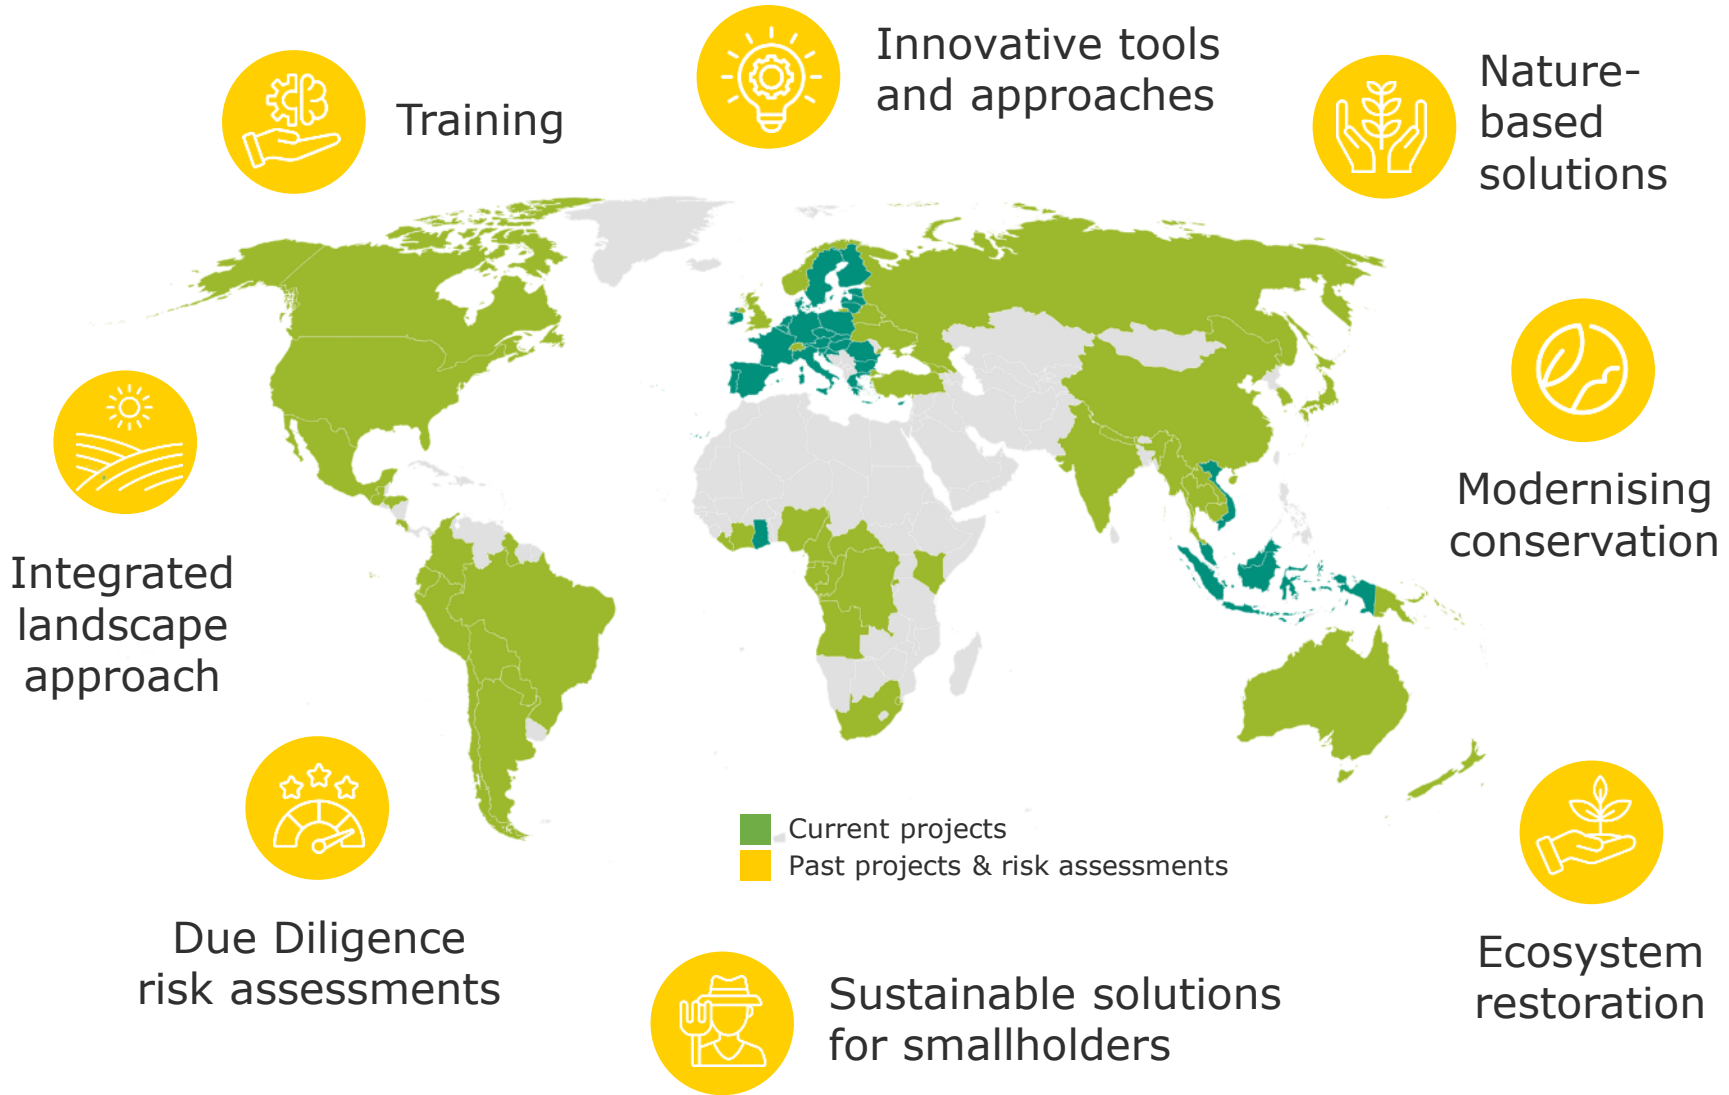 Innovative tools
and approaches
Training
Nature-
based
solutions
Integrated
landscape
approach
Modernising
conservation
Current projects
Past projects & risk assessments
Due Diligence
risk assessments
Sustainable solutions
for smallholders
Ecosystem
restoration